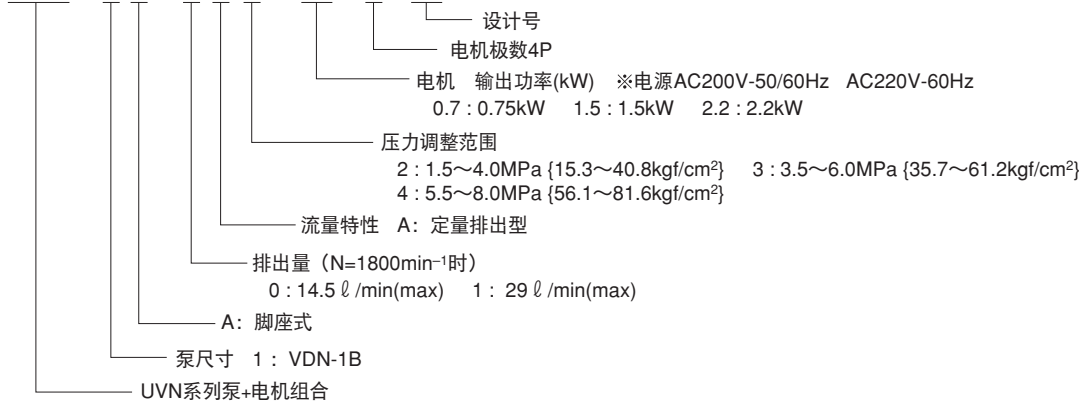 设计号
电机极数4P
电机 输出功率(kW) ※电源AC200V-50/60Hz AC220V-60Hz
0.7 : 0.75kW 1.5 : 1.5kW 2.2 : 2.2kW
压力调整范围
2 : 1.5～4.0MPa {15.3～40.8kgf/cm²} 3 : 3.5～6.0MPa {35.7～61.2kgf/cm²}
4 : 5.5～8.0MPa {56.1～81.6kgf/cm²}
流量特性 A：定量排出型
排出量（N=1800min⁻¹时）
0 : 14.5 ℓ /min(max) 1 : 29 ℓ /min(max)
A：脚座式
泵尺寸 1 : VDN-1B
UVN系列泵+电机组合